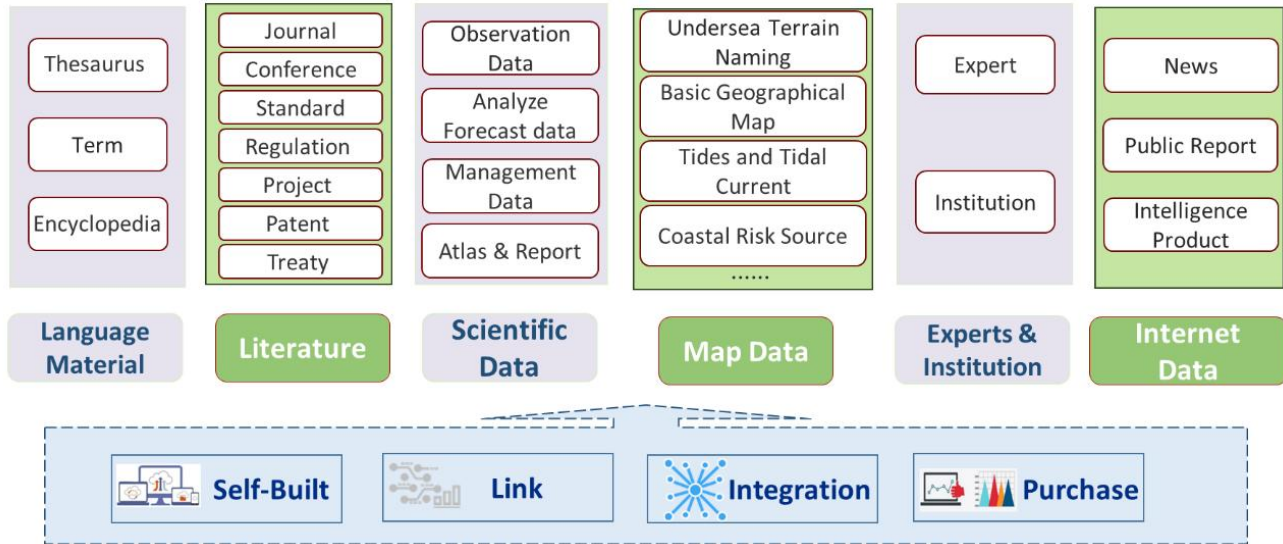 Thesaurus
Term
Encyclopedia
Journal
Conference
Standard
Regulation
Project
Patent
Treaty
Observation
Data
Analyze
Forecast data
Management
Data
Atlas & Report
Undersea Terrain
Naming
Basic Geographical
Map
Tides and Tidal
Current
Coastal Risk Source
......
Expert
Institution
News
Public Report
Intelligence
Product
Language
Material
Literature
Scientific
Data
Map Data
Experts &
Institution
Internet
Data
Self-Built
Link
Integration
Purchase